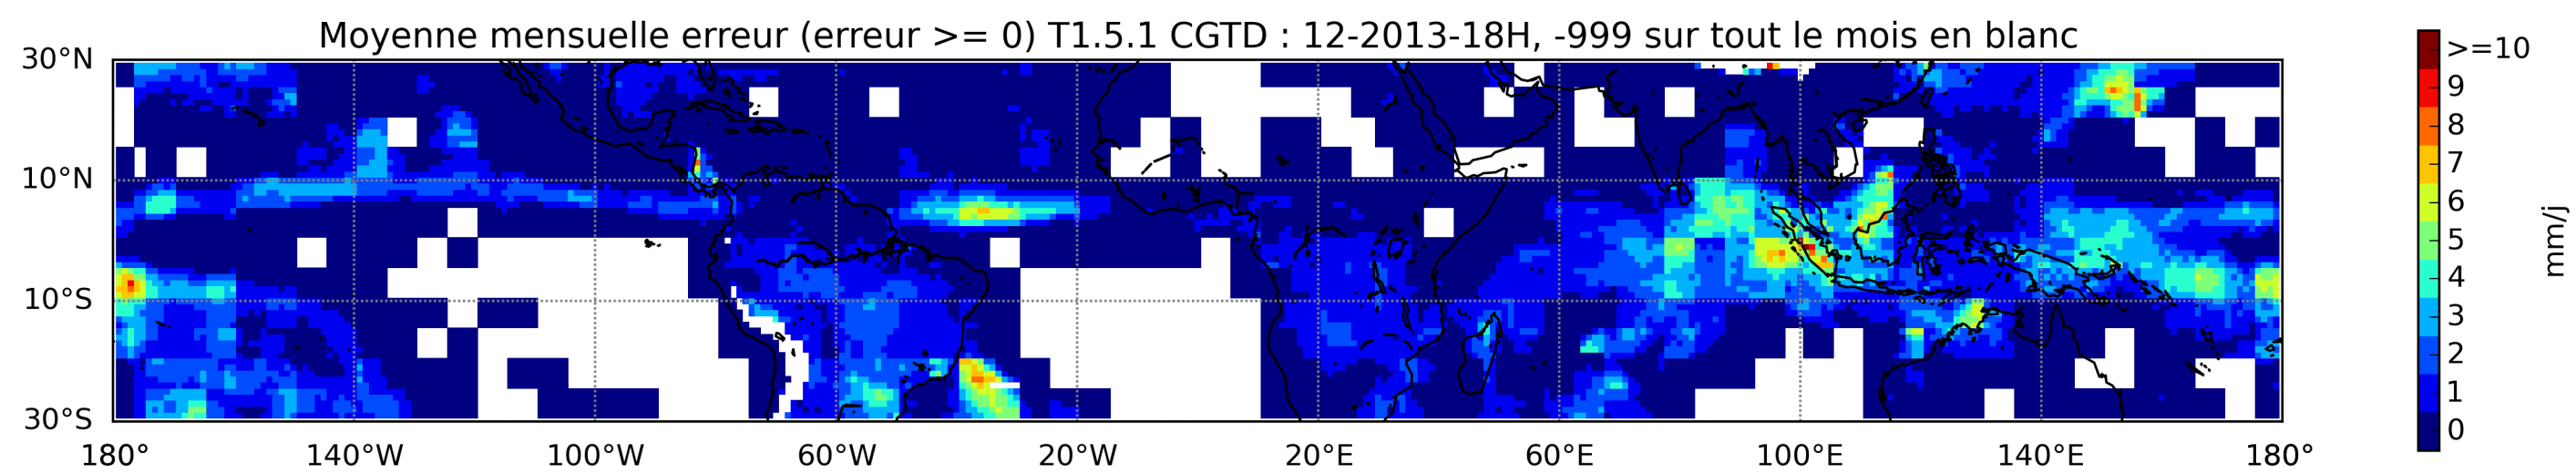 Moyenne mensuelle erreur (erreur >= 0) T1.5.1 CGTD : 12-2013-18H, -999 sur tout le mois en blanc
30°N
10°N
10°S
30°S
180° 140°W 100°W 60°W 20°W 20°E 60°E 100°E 140°E 180°
>=10
9
8
7
6
5
4
3
2
1
0
mm/j